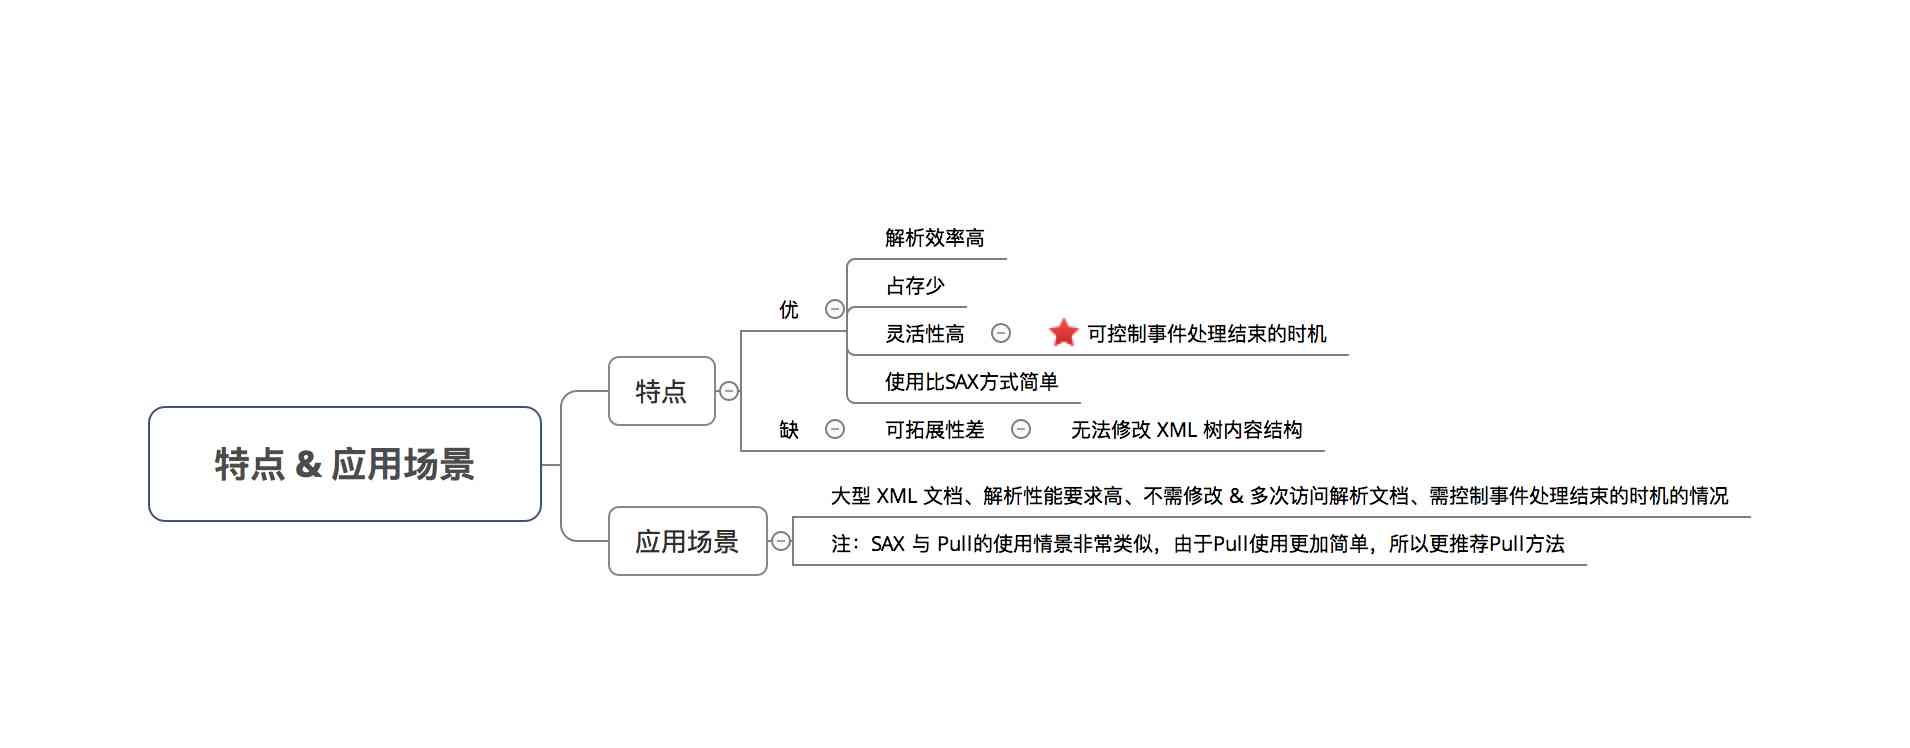 特点 & 应用场景
特点
优
解析效率高
占存少
灵活性高
可控制事件处理结束的时机
使用比SAX方式简单
缺
可拓展性差
无法修改 XML 树内容结构
应用场景
大型 XML 文档、解析性能要求高、不需修改 & 多次访问解析文档、需控制事件处理结束的时机的情况
注：SAX 与 Pull的使用情景非常类似，由于Pull使用更加简单，所以更推荐Pull方法